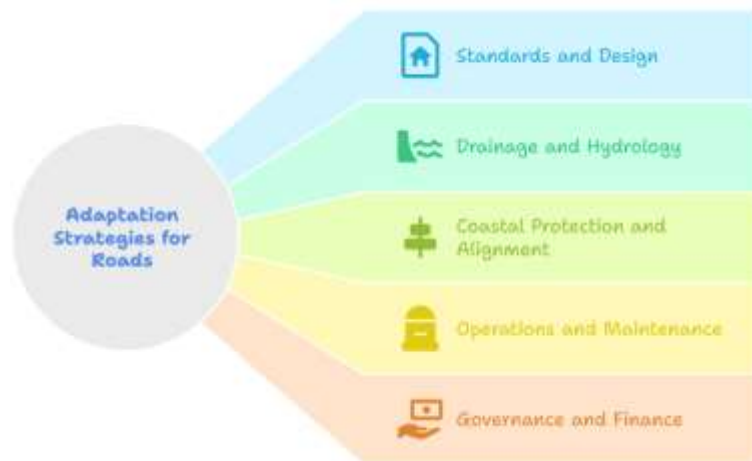 Adaptation
Strategies for
Roads
Standards and Design
Drainage and Hydrology
Coastal Protection and
Alignment
Operations and Maintenance
Governance and Finance